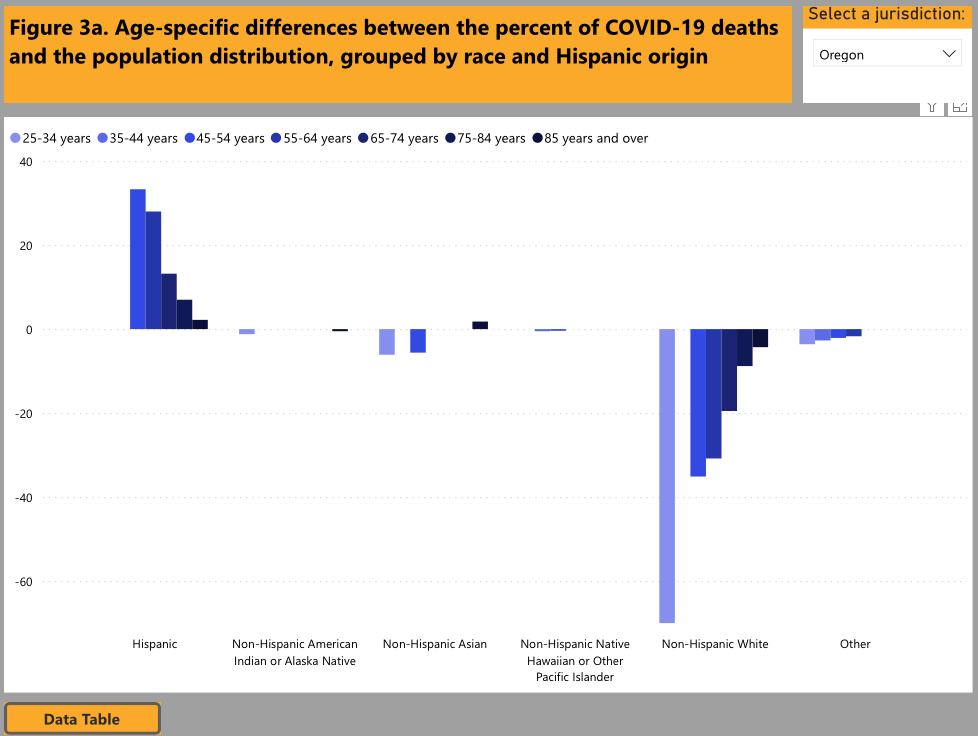 Figure 3a. Age-specific differences between the percent of COVID-19 deaths
and the population distribution, grouped by race and Hispanic origin
Select a jurisdiction:
Oregon
25-34 years 35-44 years 45-54 years 55-64 years 65-74 years 75-84 years 85 years and over
40
20
0
-20
-40
-60
Hispanic
Non-Hispanic American
Indian or Alaska Native
Non-Hispanic Asian
Non-Hispanic Native
Hawaiian or Other
Pacific Islander
Non-Hispanic White
Other
Data Table